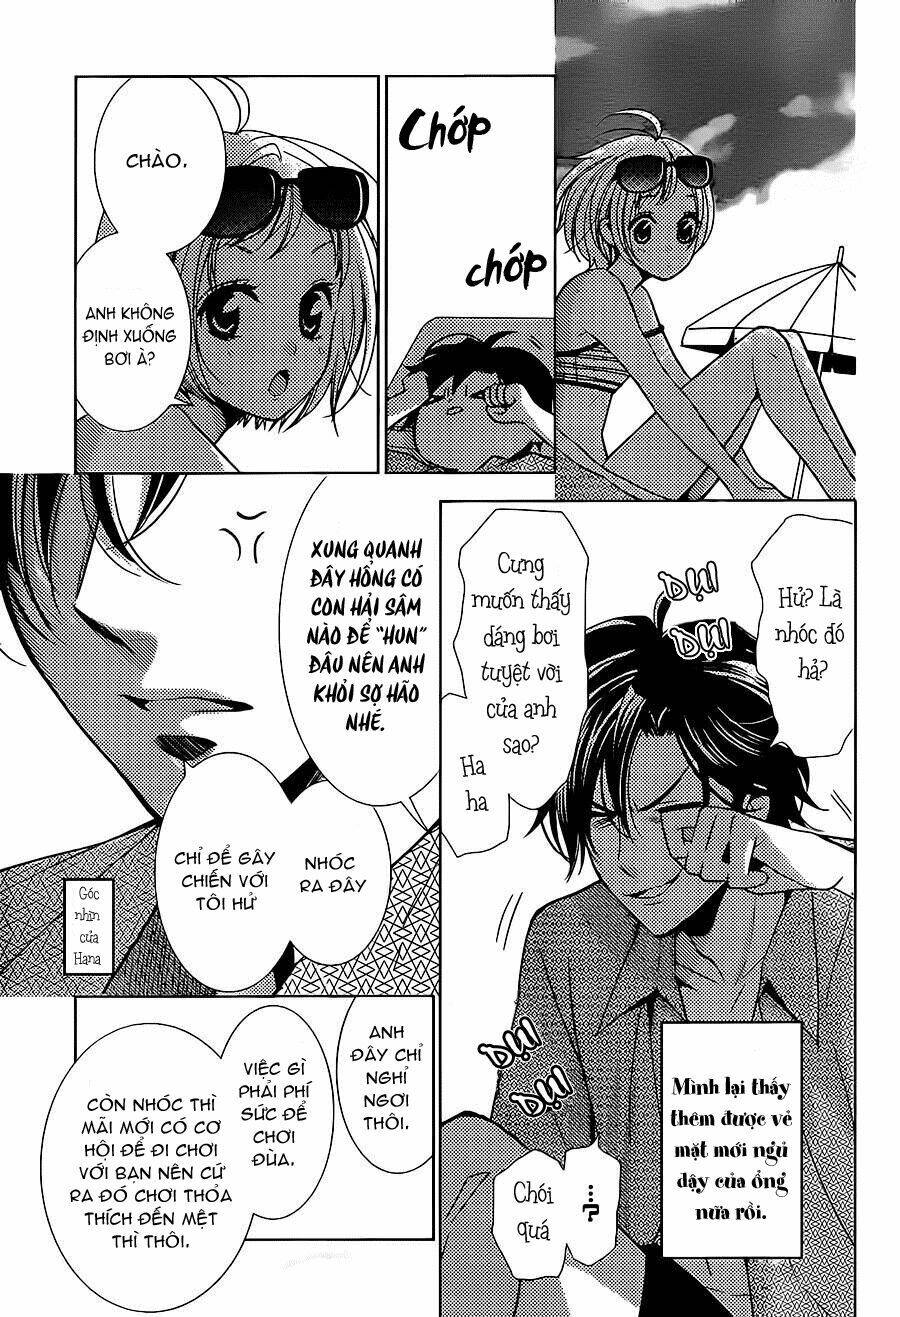 Chớp
chớp
CHÀO,
ANH KHÔNG
ĐỊNH XUỐNG
BƠI À?
Hử? Là
nhóc đó
hả?
DỤI
DỤI
Cưng
muốn thấy
dáng bơi
tuyệt vời
của anh
sao?
Ha
ha
Mình lại thấy
thêm được vẻ
mặt mới ngủ
dậy của ổng
nữa rồi.
DỤI
DỤI
...?
Chói
quá
XUNG QUANH
ĐÂY HỔNG CÓ
CON HẢI SÂM
NÀO ĐỂ “HUN”
ĐÂU NÊN ANH
KHỎI SỢ HÃO
NHÉ.
NHÓC
RA ĐÂY
CHỈ ĐỂ GÂY
CHIẾN VỚI
TÔI HỬ
Góc
nhìn
của
Hana
ANH
ĐÂY CHỈ
NGHỈ
NGƠI
THÔI.
VIỆC GÌ
PHẢI PHÍ
SỨC ĐỂ
CHƠI
ĐÙA.
CÒN NHÓC THÌ
MÃI MỚI CÓ CƠ
HỘI ĐỂ ĐI CHƠI
VỚI BẠN NÊN CỨ
RA ĐÓ CHƠI THỎA
THÍCH ĐẾN MỆT
THÌ THÔI.